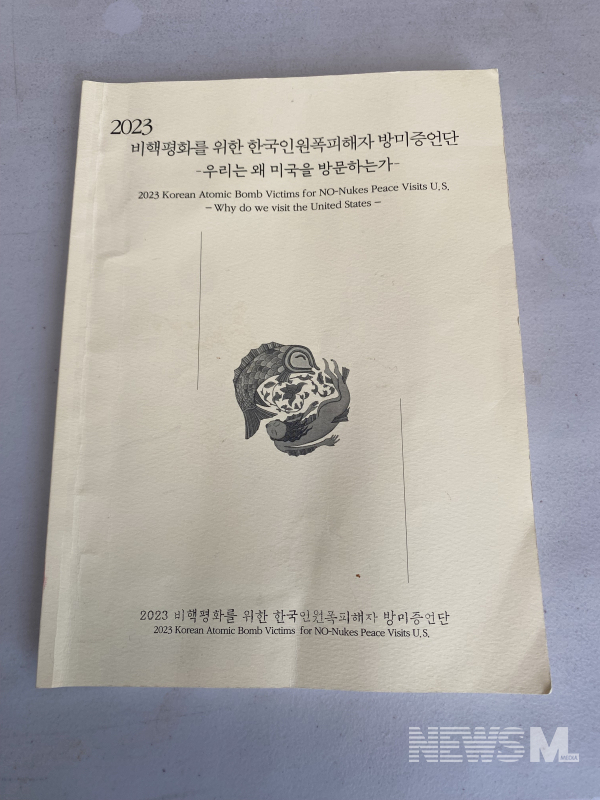 2023
비핵평화를 위한 한국인원폭피해자 방미증언단
-우리는 왜 미국을 방문하는가-
2023 Korean Atomic Bomb Victims for NO-Nukes Peace Visits U.S.
- Why do we visit the United States -
2023 비핵평화를 위한 한국인원폭피해자 방미증언단
2023 Korean Atomic Bomb Victims for NO-Nukes Peace Visits U.S.
NEWS M
MEDIA